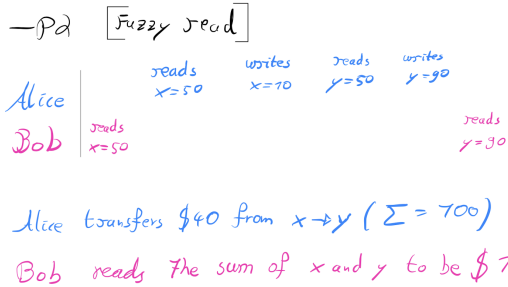 —P2 [Fuzzy read]
reads writes reads writes
Alice x=50 x=10 y=50 y=90
reads reads
Bob x=50 y=90
Alice transfers $40 from x→y (Σ = 100)
Bob reads the sum of x and y to be $